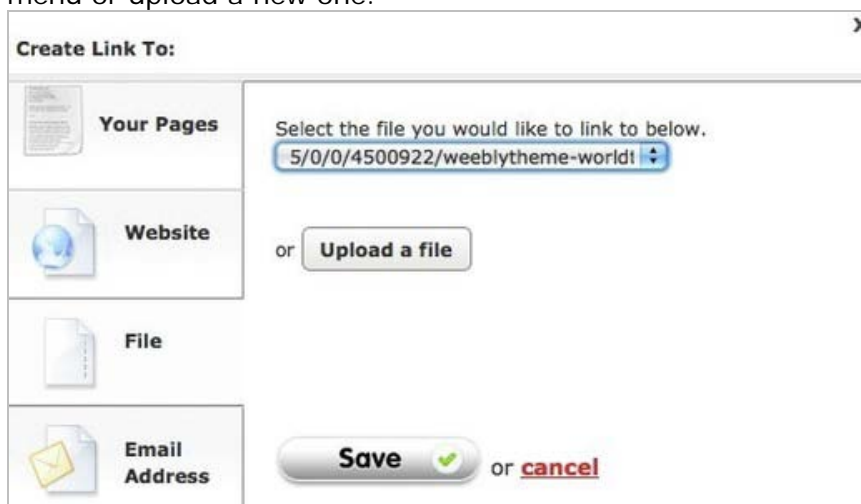 menu or upload a new one.
x
Create Link To:
Your Pages
Select the file you would like to link to below.
5/0/0/4500922/weeblytheme-worldt
Website
or Upload a file
File
Email
Address
Save or cancel